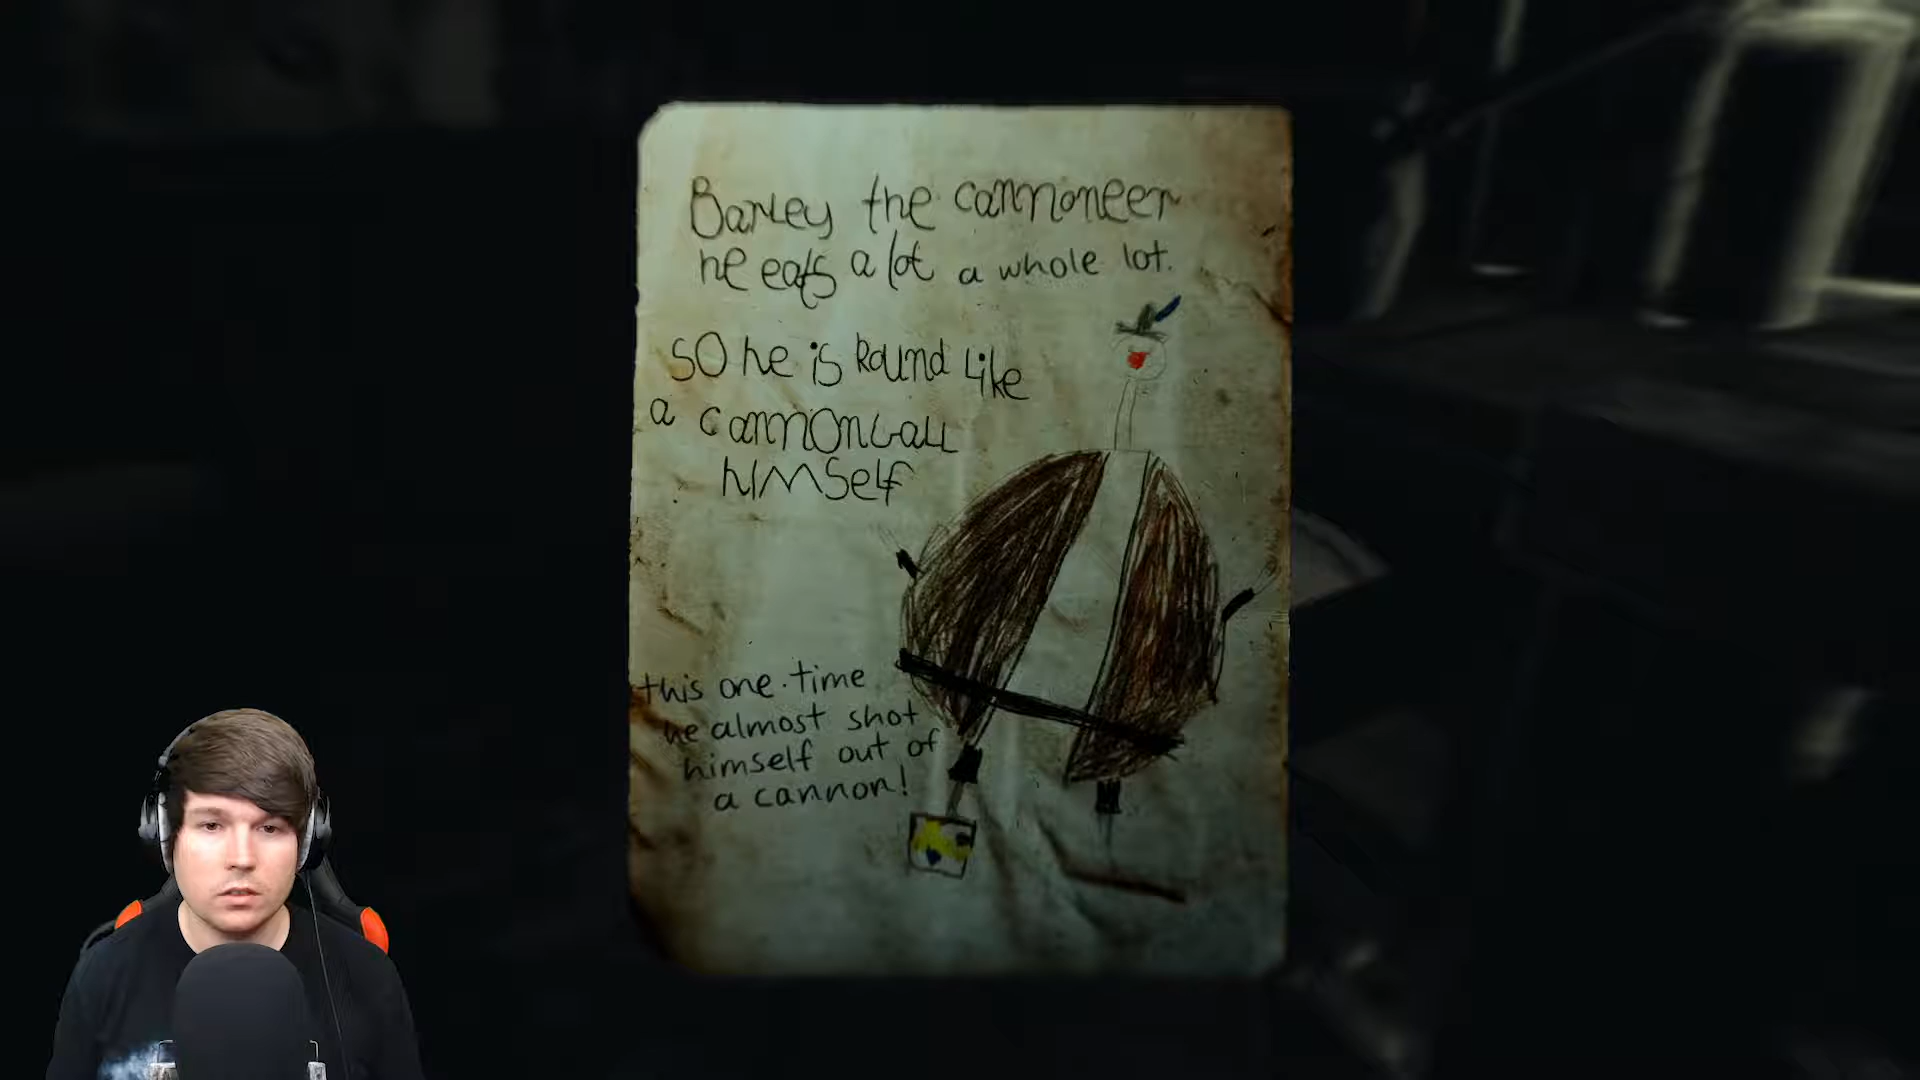 Barley the cannoneer
he eats a lot a whole lot.
SO he is Round Like
a cannonball
himself
this one time
he almost shot
himself out of
a cannon!